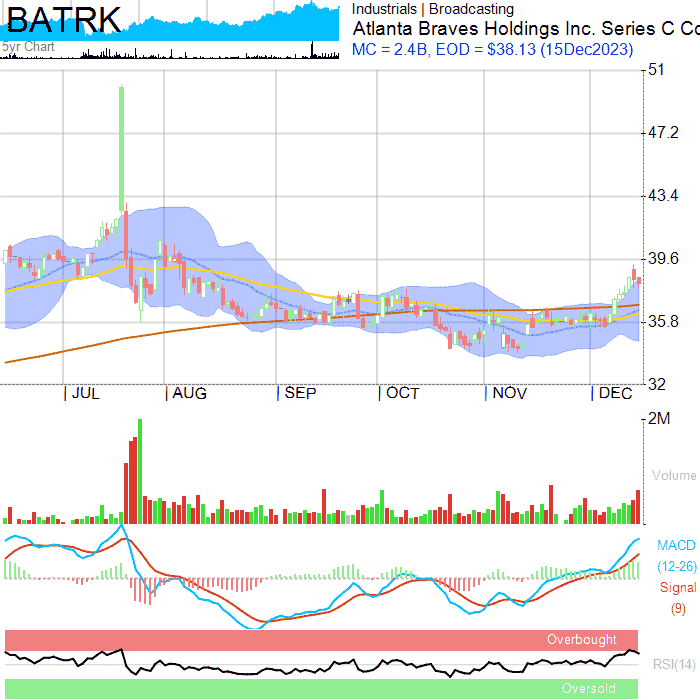 BATRK
5yr Chart
Industrials | Broadcasting
Atlanta Braves Holdings Inc. Series C Co
MC = 2.4B, EOD = $38.13 (15Dec2023)
51
47.2
43.4
39.6
35.8
32
JUL
AUG
SEP
OCT
NOV
DEC
2M
Volume
MACD
(12-26)
Signal
(9)
Overbought
RSI(14)
Oversold